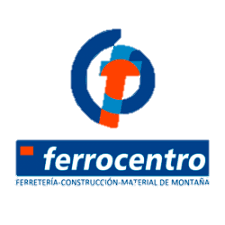 ferrocentro
FERRETERÍA-CONSTRUCCIÓN-MATERIAL DE MONTAÑA